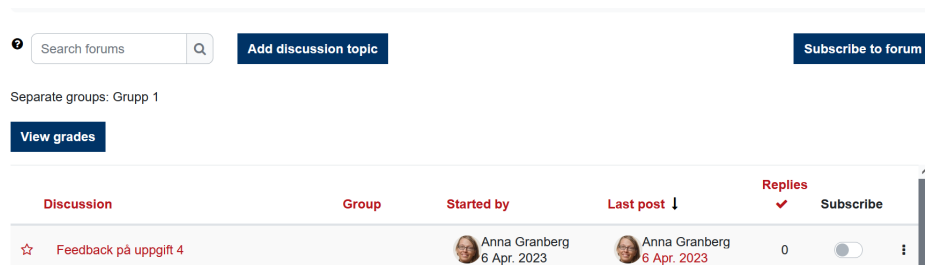 Search forums
Add discussion topic
Subscribe to forum
Separate groups: Grupp 1
View grades
Replies
Discussion Group Started by Last post Subscribe
Feedback på uppgift 4 Anna Granberg Anna Granberg 0
6 Apr. 2023 6 Apr. 2023